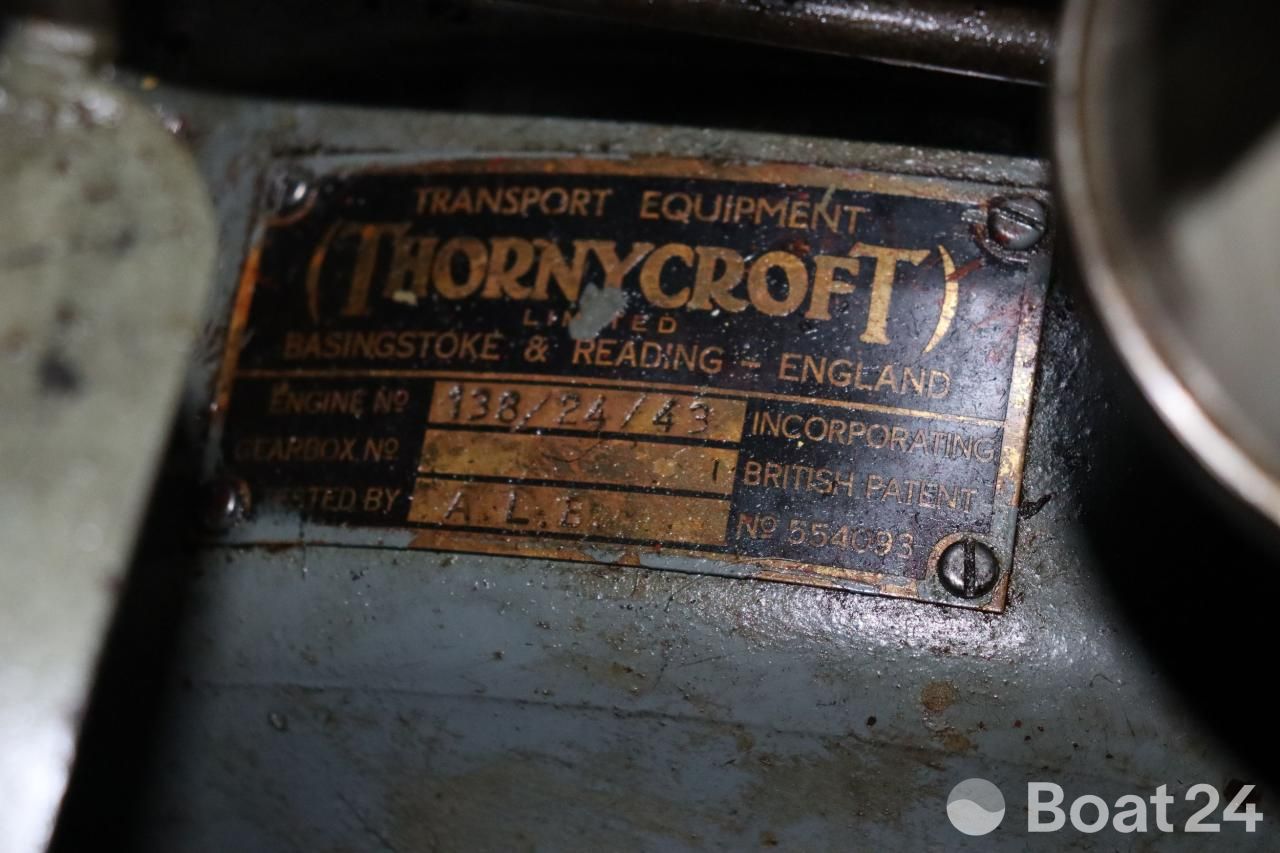 TRANSPORT EQUIPMENT
(THORNYCROFT)
LIMITED
BASINGSTOKE & READING - ENGLAND
ENGINE Nº 138/24/43
GEARBOX Nº
TESTED BY A.L.B.
INCORPORATING
BRITISH PATENT
Nº 554093
Boat24